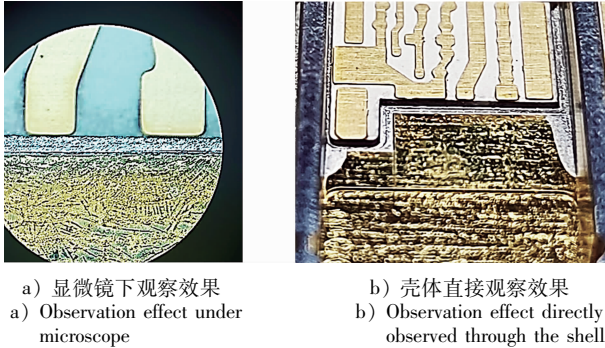 a）显微镜下观察效果
a）Observation effect under
microscope
b）壳体直接观察效果
b）Observation effect directly
observed through the shell